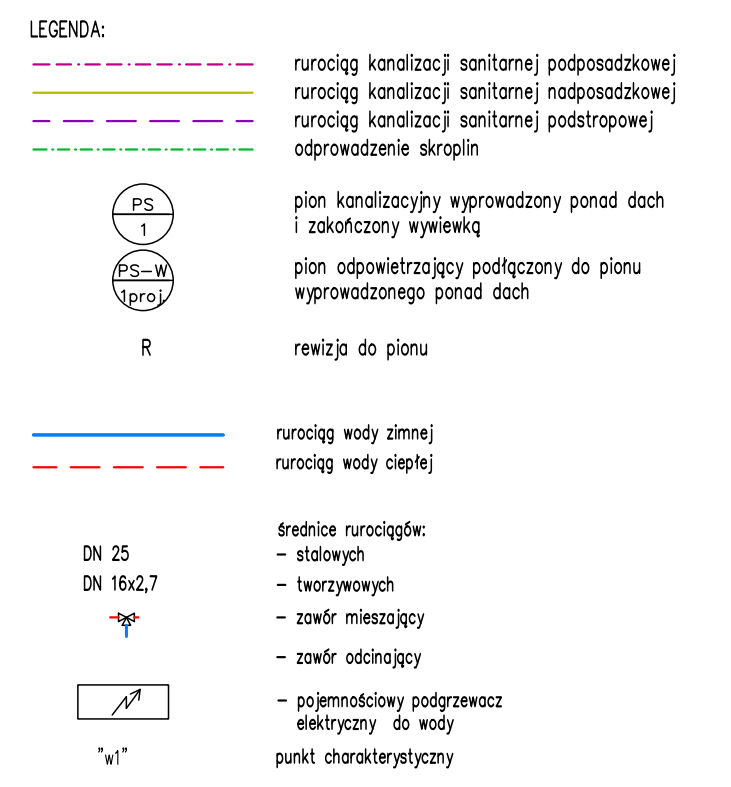 LEGENDA:
rurociąg kanalizacji sanitarnej podposadzkowej
rurociąg kanalizacji sanitarnej nadposadzkowej
rurociąg kanalizacji sanitarnej podstropowej
odprowadzenie skroplin
PS
1
pion kanalizacyjny wyprowadzony ponad dach
i zakończony wywiewką
PS-W
1proj.
pion odpowietrzający podłączony do pionu
wyprowadzonego ponad dach
R rewizja do pionu
rurociąg wody zimnej
rurociąg wody ciepłej
średnice rurociągów:
DN 25 – stalowych
DN 16x2,7 – tworzywowych
– zawór mieszający
– zawór odcinający
– pojemnościowy podgrzewacz
elektryczny do wody
"w1" punkt charakterystyczny